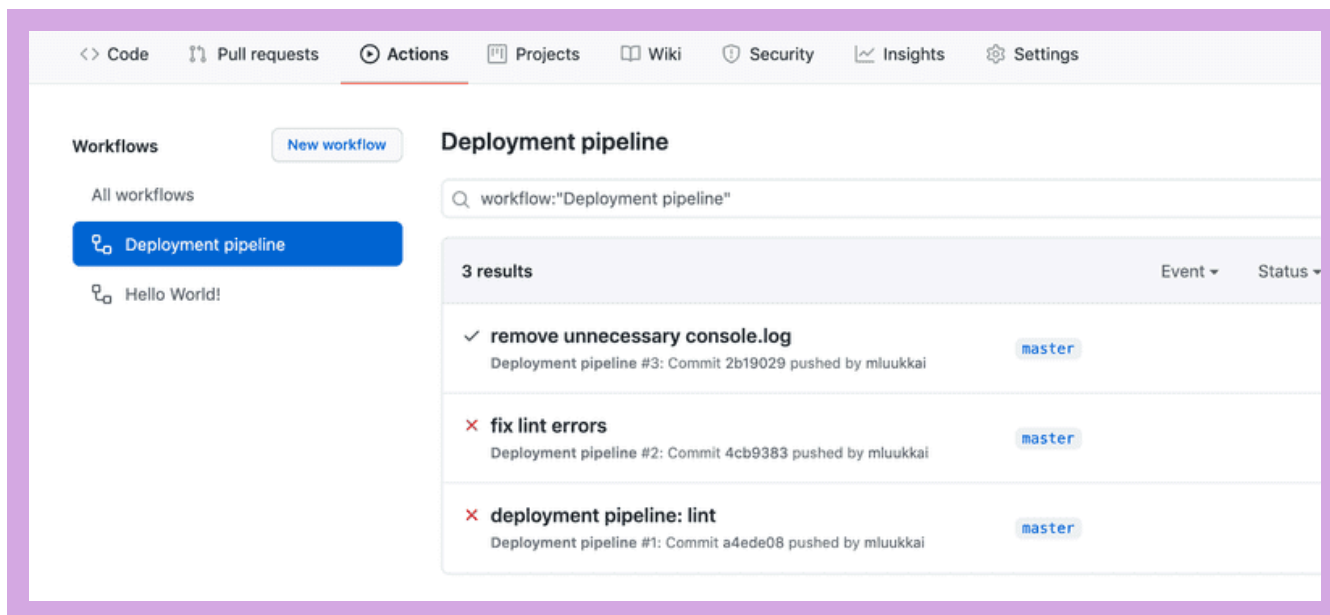 Code Pull requests Actions Projects Wiki Security Insights Settings
Workflows
New workflow
All workflows
Deployment pipeline
Hello World!
Deployment pipeline
workflow:"Deployment pipeline"
3 results
Event
Status
remove unnecessary console.log
Deployment pipeline #3: Commit 2b19029 pushed by mluukkai
master
fix lint errors
Deployment pipeline #2: Commit 4cb9383 pushed by mluukkai
master
deployment pipeline: lint
Deployment pipeline #1: Commit a4ede08 pushed by mluukkai
master